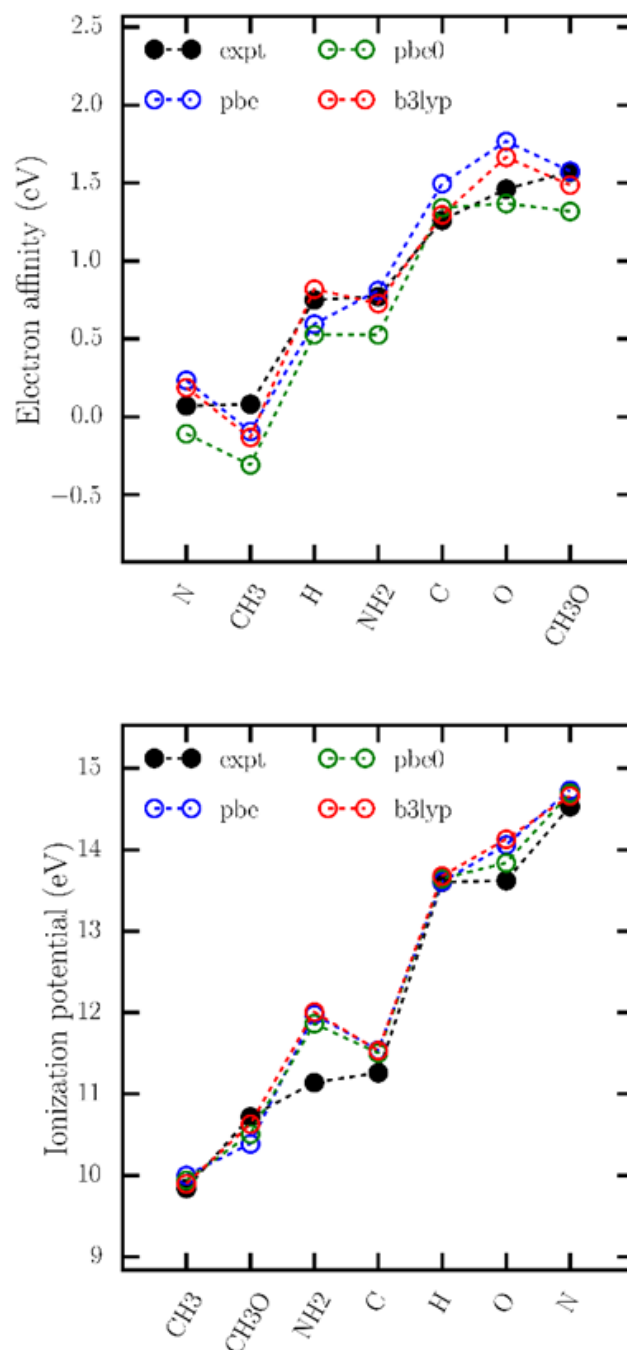 2.5
expt
pbe0
pbe
b3lyp
2.0
1.5
1.0
0.5
0.0
−0.5
Electron affinity (eV)
N
CH3
H
NH2
C
O
CH3O
15
expt
pbe0
pbe
b3lyp
14
13
12
11
10
9
Ionization potential (eV)
CH3
CH3O
NH2
C
H
O
N